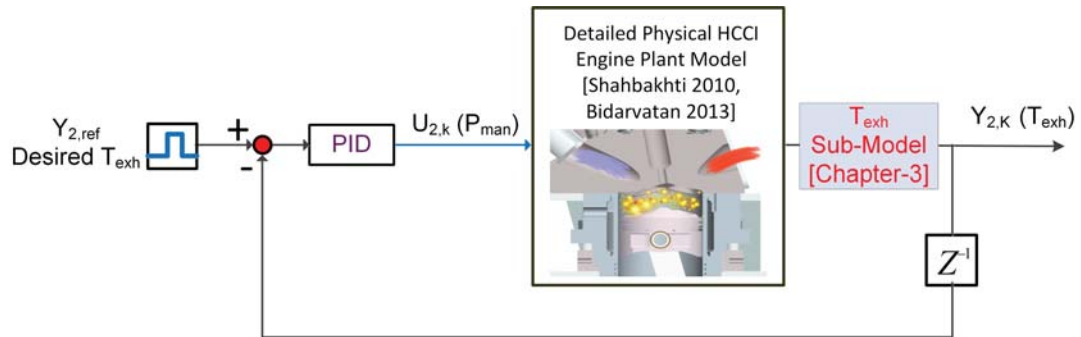 Y2,ref
Desired Texh
+
-
PID
U2,k (Pman)
Detailed Physical HCCI
Engine Plant Model
[Shahbakhti 2010,
Bidarvatan 2013]
Texh
Sub-Model
[Chapter-3]
Y2,K (Texh)
Z-1